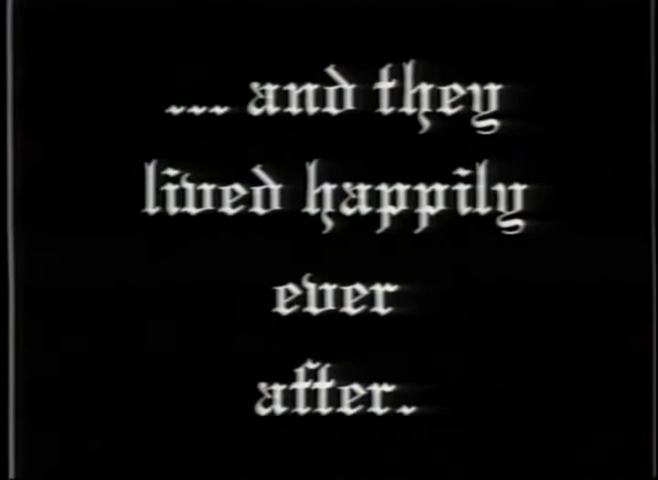 ... and they
lived happily
ever
after.